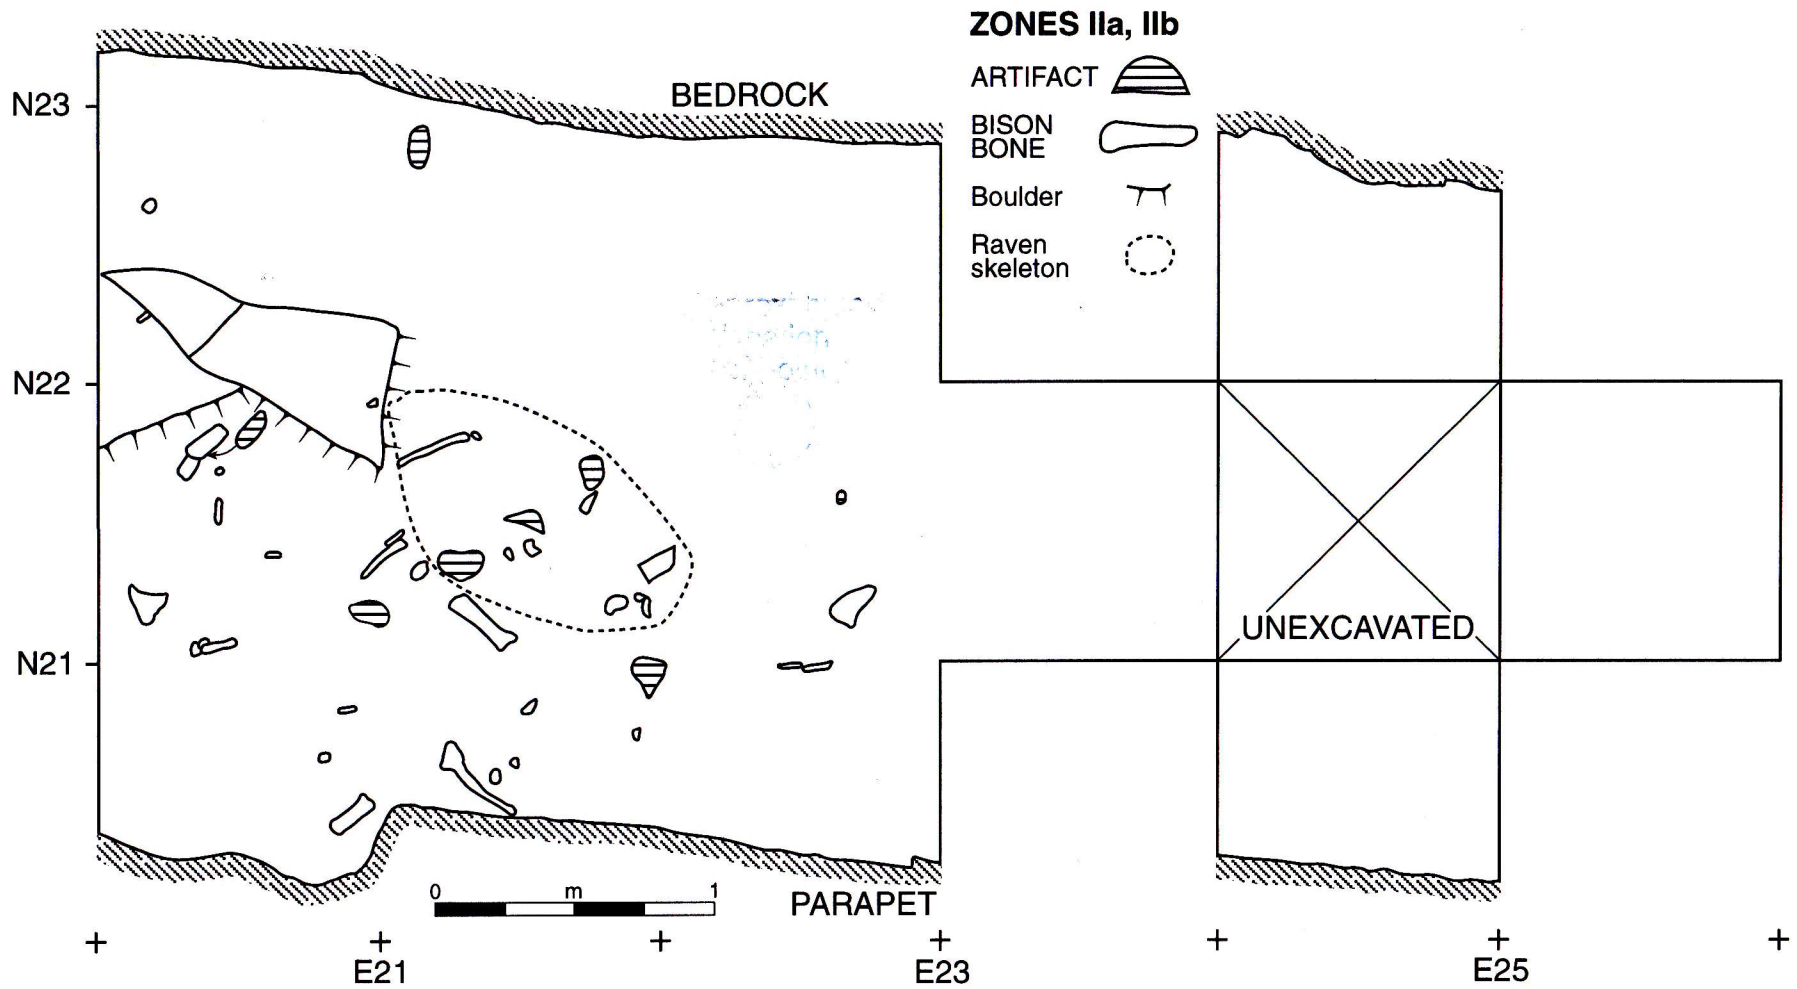 ZONES IIa, IIb
ARTIFACT
BISON
BONE
Boulder
Raven
skeleton
BEDROCK
N23
N22
N21
UNEXCAVATED
0 m 1
PARAPET
E21 E23 E25